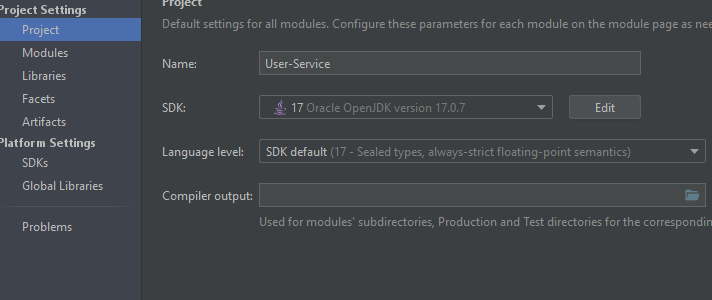 Project Settings
Project
Modules
Libraries
Facets
Artifacts
Platform Settings
SDKs
Global Libraries
Problems
Project
Default settings for all modules. Configure these parameters for each module on the module page as nee
Name: User-Service
SDK: 17 Oracle OpenJDK version 17.0.7 Edit
Language level: SDK default (17 - Sealed types, always-strict floating-point semantics)
Compiler output:
Used for modules' subdirectories, Production and Test directories for the correspondin